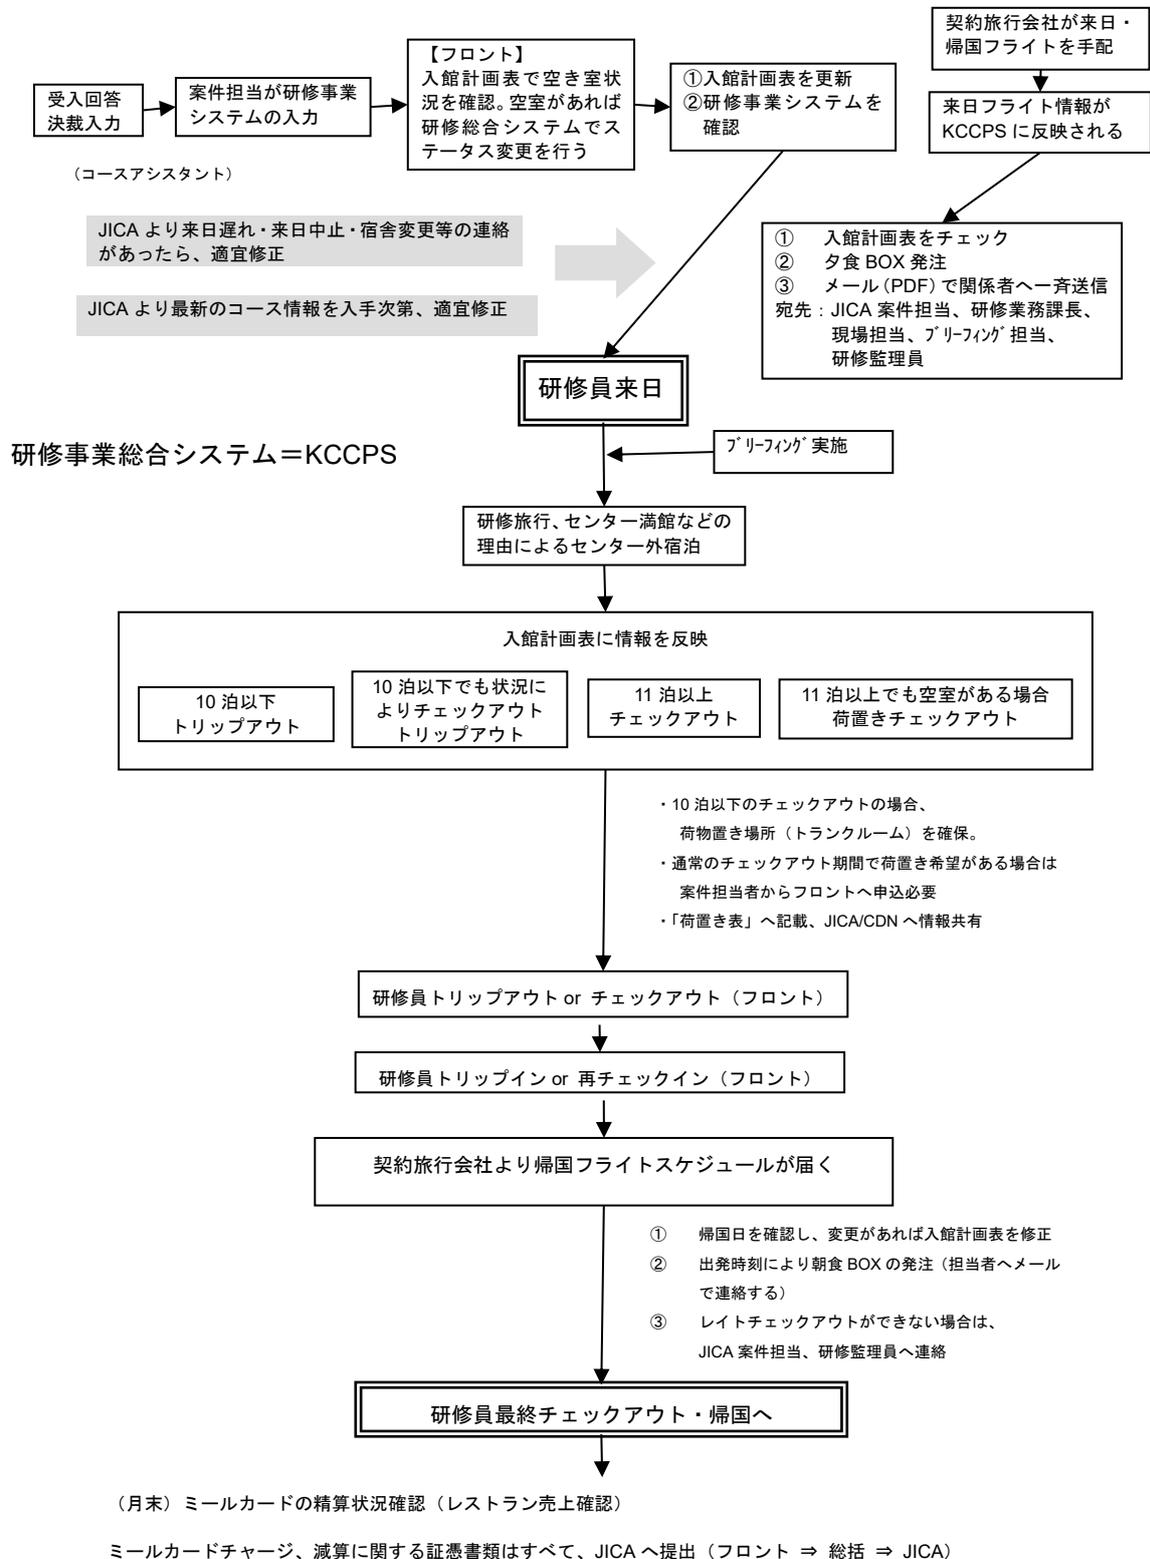 契約旅行会社が来日・
帰国フライトを手配
受入回答
決裁入力
案件担当が研修事業
システムの入力
【フロント】
入館計画表で空き室状
況を確認。空室があれば
研修総合システムでス
テータス変更を行う
①入館計画表を更新
②研修事業システムを
確認
来日フライト情報が
KCCPS に反映される
（コースアシスタント）
JICA より来日遅れ・来日中止・宿舎変更等の連絡
があったら、適宜修正
JICA より最新のコース情報を入手次第、適宜修正
① 入館計画表をチェック
② 夕食 BOX 発注
③ メール（PDF）で関係者へ一斉送信
宛先：JICA 案件担当、研修業務課長、
現場担当、ﾌﾞﾘｰﾌｨﾝｸﾞ担当、
研修監理員
研修員来日
研修事業総合システム＝KCCPS
ﾌﾞﾘｰﾌｨﾝｸﾞ実施
研修旅行、センター満館などの
理由によるセンター外宿泊
入館計画表に情報を反映
10 泊以下
トリップアウト
10 泊以下でも状況に
よりチェックアウト
トリップアウト
11 泊以上
チェックアウト
11 泊以上でも空室がある場合
荷置きチェックアウト
・10 泊以下のチェックアウトの場合、
荷物置き場所（トランクルーム）を確保。
・通常のチェックアウト期間で荷置き希望がある場合は
案件担当者からフロントへ申込必要
・「荷置き表」へ記載、JICA/CDN へ情報共有
研修員トリップアウト or チェックアウト（フロント）
研修員トリップイン or 再チェックイン（フロント）
契約旅行会社より帰国フライトスケジュールが届く
① 帰国日を確認し、変更があれば入館計画表を修正
② 出発時刻により朝食 BOX の発注（担当者へメール
で連絡する）
③ レイトチェックアウトができない場合は、
JICA 案件担当、研修監理員へ連絡
研修員最終チェックアウト・帰国へ
（月末）ミールカードの精算状況確認（レストラン売上確認）
ミールカードチャージ、減算に関する証憑書類はすべて、JICA へ提出（フロント ⇒ 総括 ⇒ JICA）